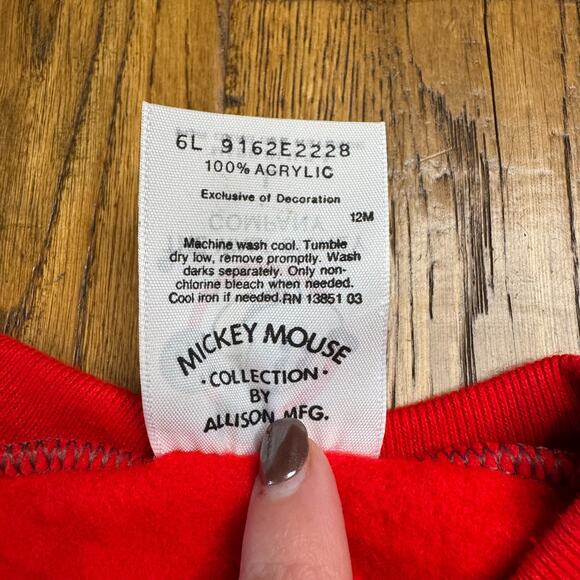 6L 9162E2228
100% ACRYLIC
Exclusive of Decoration
12M
Machine wash cool. Tumble
dry low, remove promptly. Wash
darks separately. Only non-
chlorine bleach when needed.
Cool iron if needed. RN 13851 03
MICKEY MOUSE
• COLLECTION •
BY
ALLISON MFG.
COMPANY